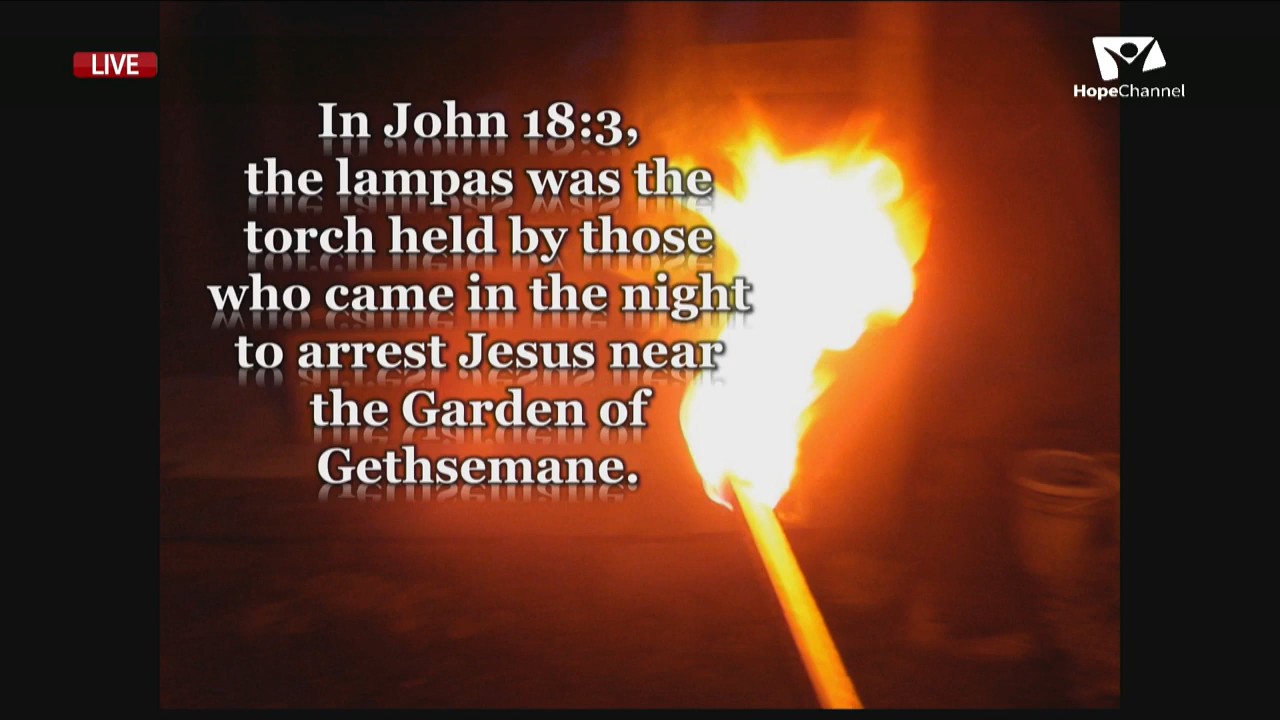 LIVE
HopeChannel
In John 18:3,
the lampas was the
torch held by those
who came in the night
to arrest Jesus near
the Garden of
Gethsemane.